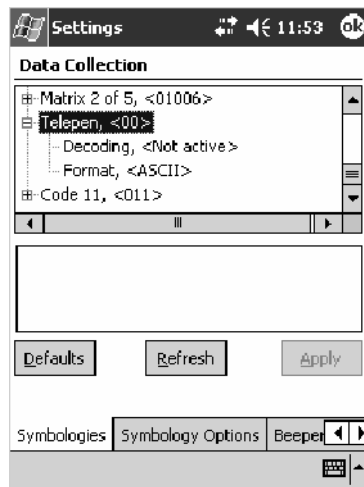 Settings 11:53 ok
Data Collection
Matrix 2 of 5, <01006>
Telepen, <00>
Decoding, <Not active>
Format, <ASCII>
Code 11, <011>
Defaults Refresh Apply
Symbologies Symbology Options Beeper